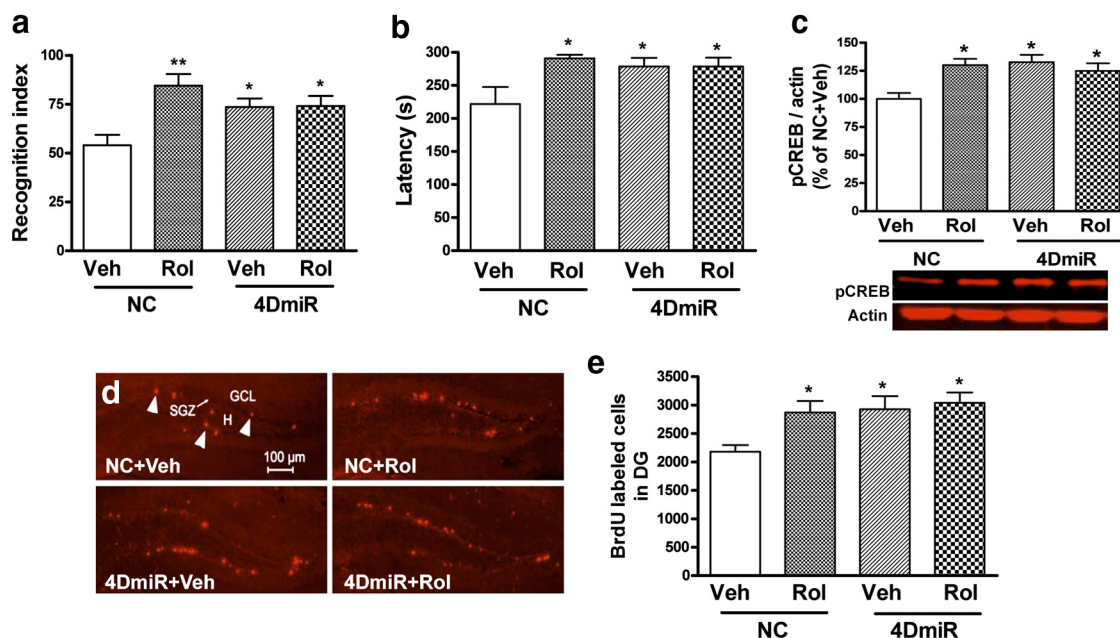 a
Recognition index
100
75
50
25
0
**
*
*
Veh Rol Veh Rol
NC 4DmiR
b
Latency (s)
300
250
200
150
100
50
0
*
*
*
Veh Rol Veh Rol
NC 4DmiR
c
pCREB / actin
(% of NC+Veh)
150
125
100
75
50
25
0
*
*
*
Veh Rol Veh Rol
NC 4DmiR
pCREB
Actin
d
SGZ GCL
H
100 µm
NC+Veh
NC+Rol
4DmiR+Veh
4DmiR+Rol
e
BrdU labeled cells
in DG
3500
3000
2500
2000
1500
1000
500
0
*
*
*
Veh Rol Veh Rol
NC 4DmiR